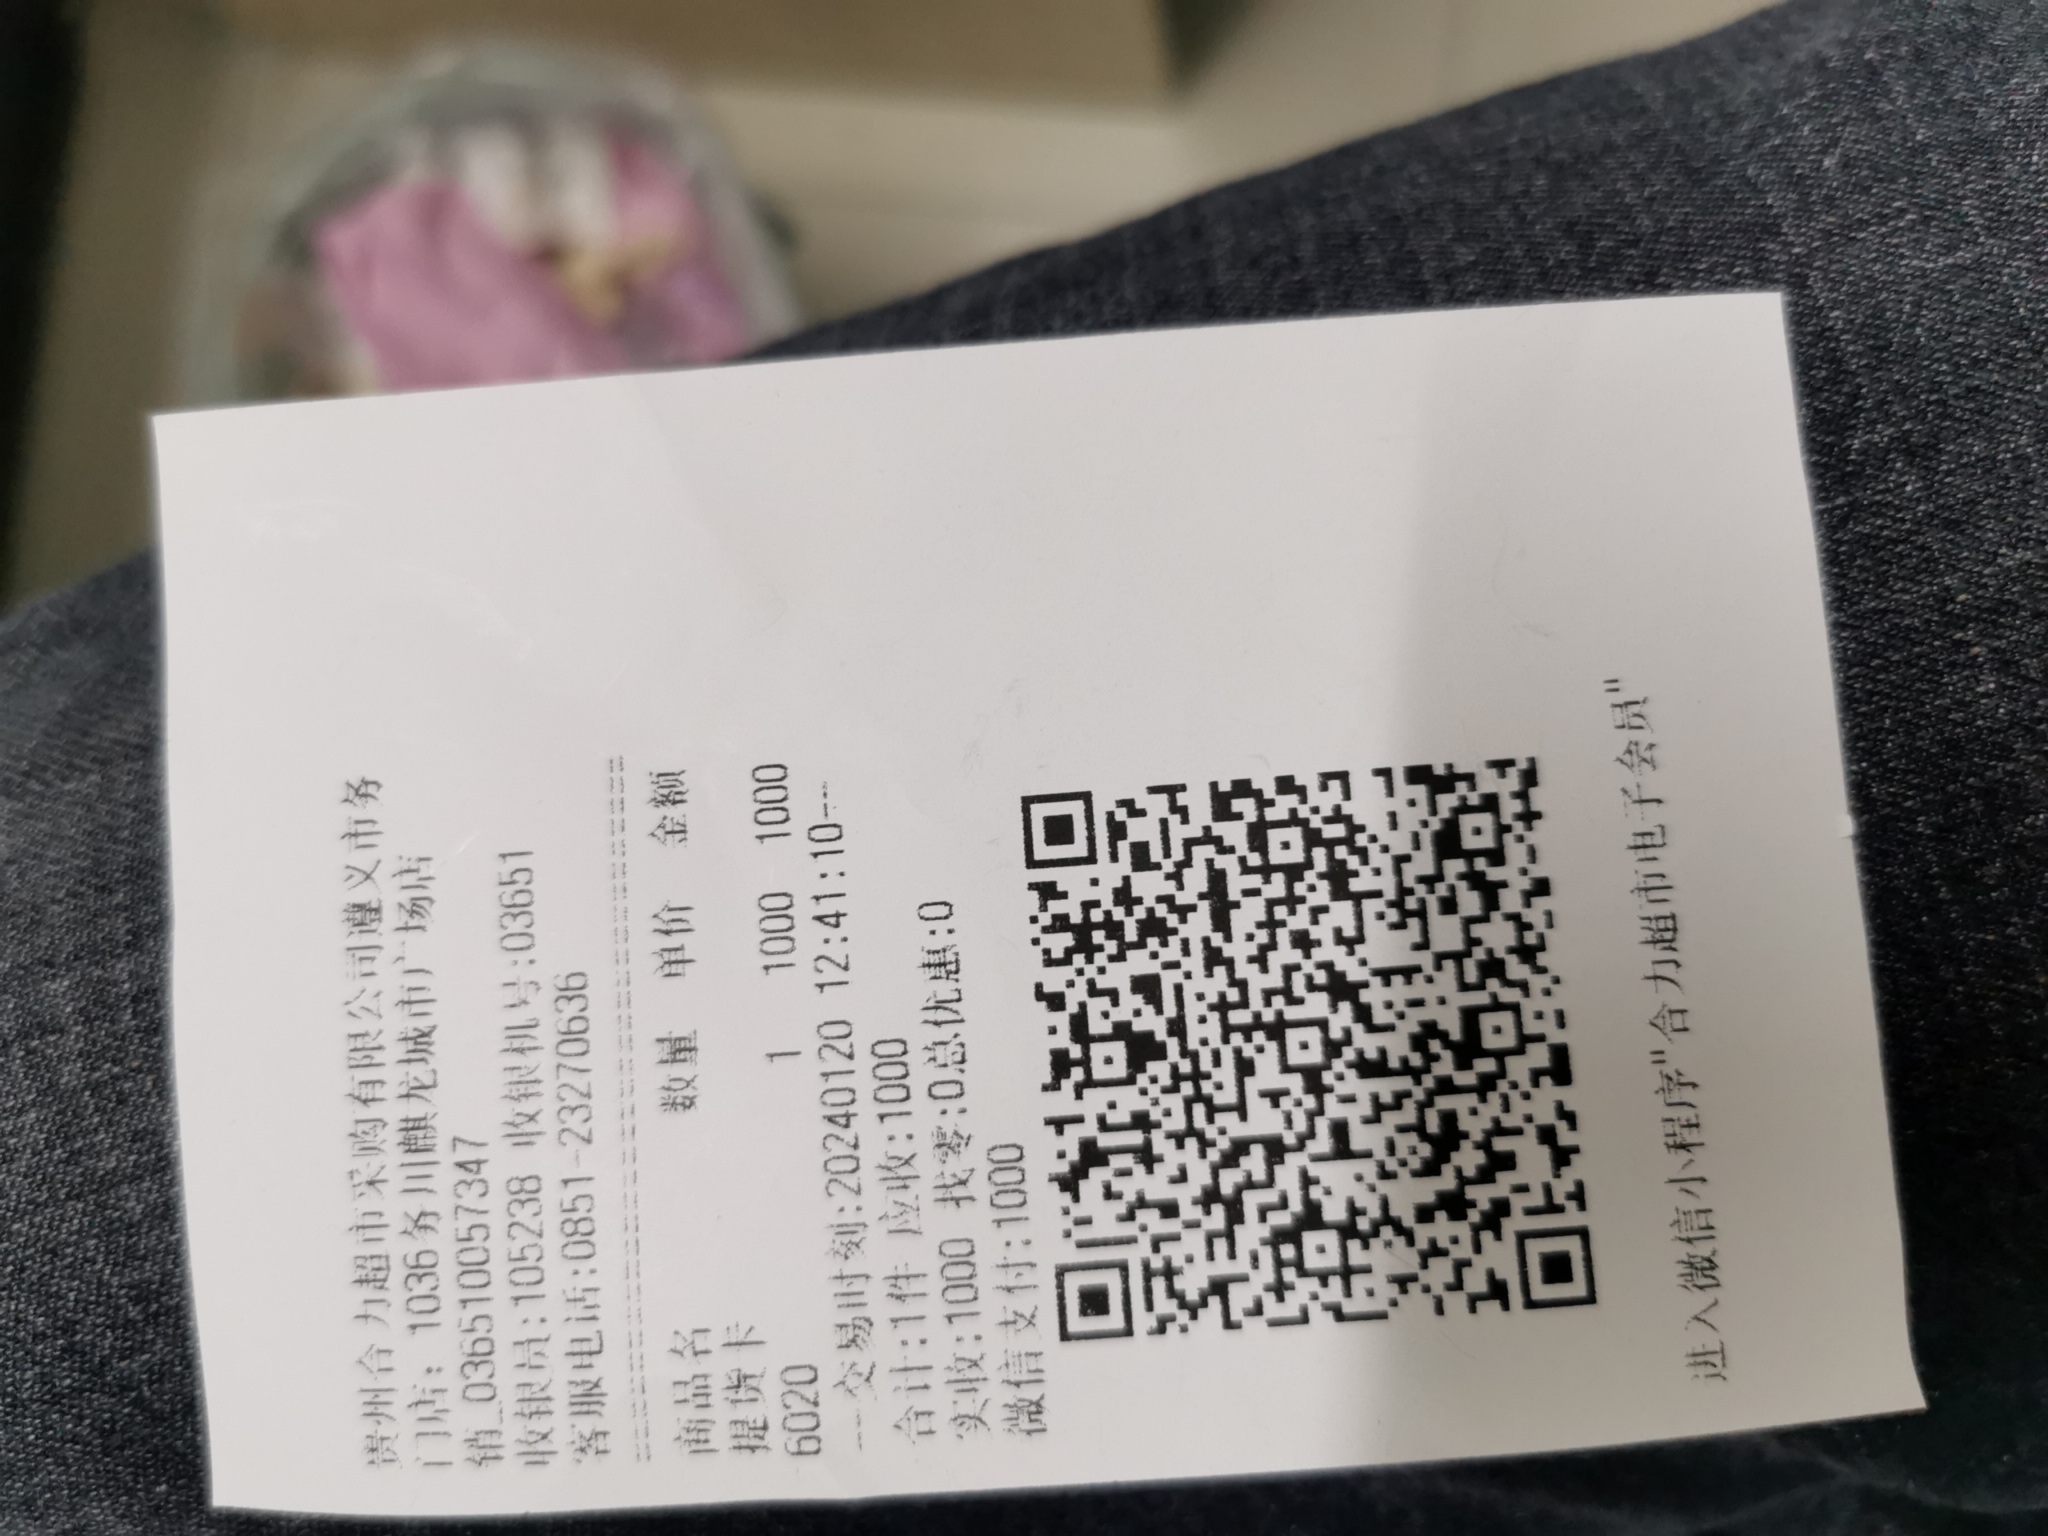 贵州合力超市采购有限公司遵义市务
门店: 1036务川麒龙城市广场店
销_0365100573​47
收银员:105238 收银机号:03651
客服电话:0851-23270636
商品名 数量 单价 金额
提货卡
6020 1 1000 1000
---交易时刻:20240120 12:41:10---
合计:1件 应收:1000
实收:1000 找零:0总优惠:0
微信支付:1000
进入微信小程序"合力超市电子会员"